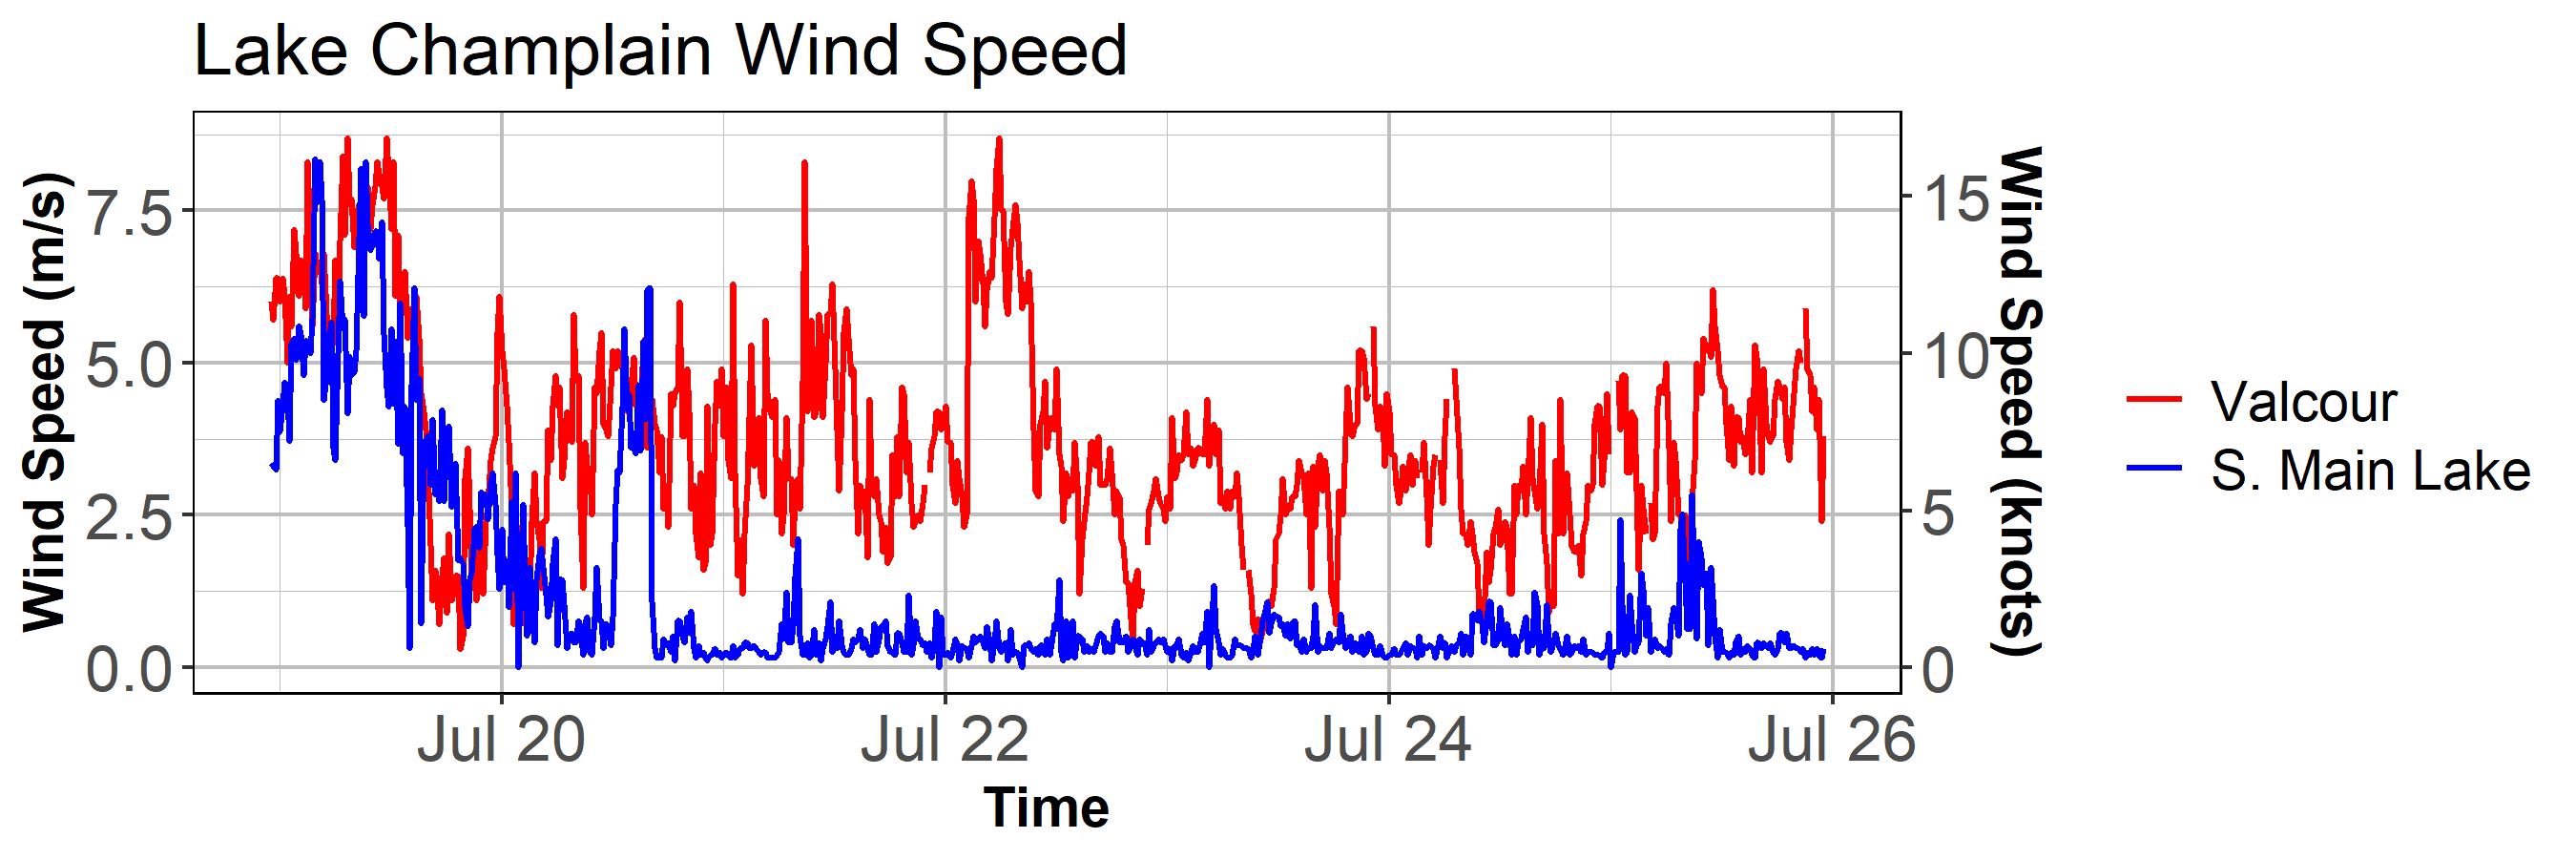 Lake Champlain Wind Speed
Wind Speed (m/s)
7.5
5.0
2.5
0.0
15
10
5
0
Wind Speed (knots)
Jul 20
Jul 22
Jul 24
Jul 26
Time
Valcour
S. Main Lake